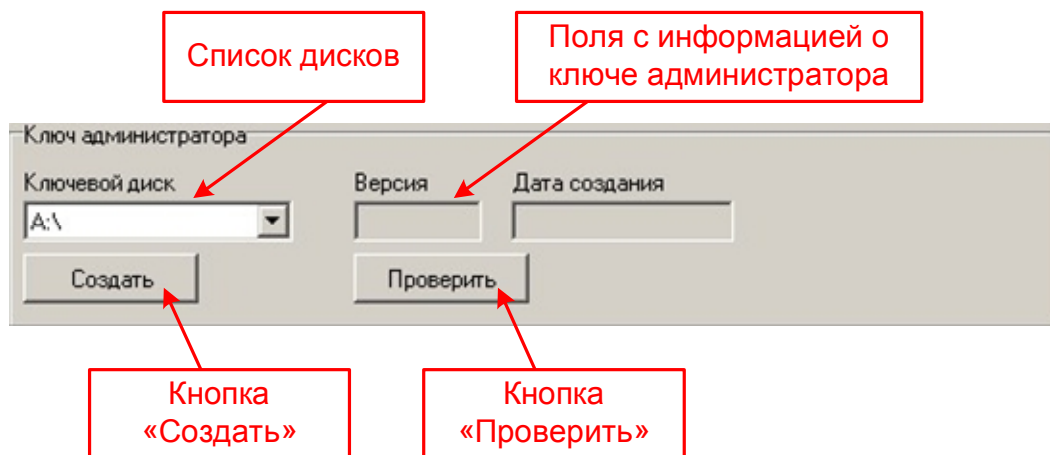 Список дисков
Поля с информацией о
ключе администратора
Ключ администратора
Ключевой диск
Версия
Дата создания
A:\
Создать
Проверить
Кнопка
«Создать»
Кнопка
«Проверить»